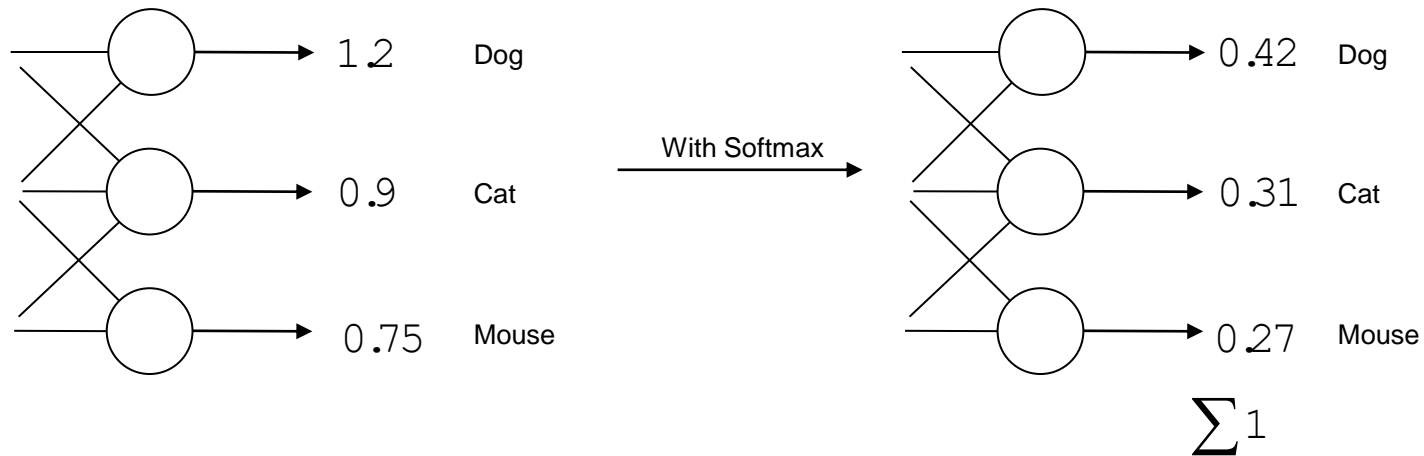 1.2 Dog
0.9 Cat
0.75 Mouse
With Softmax
0.42 Dog
0.31 Cat
0.27 Mouse
∑1